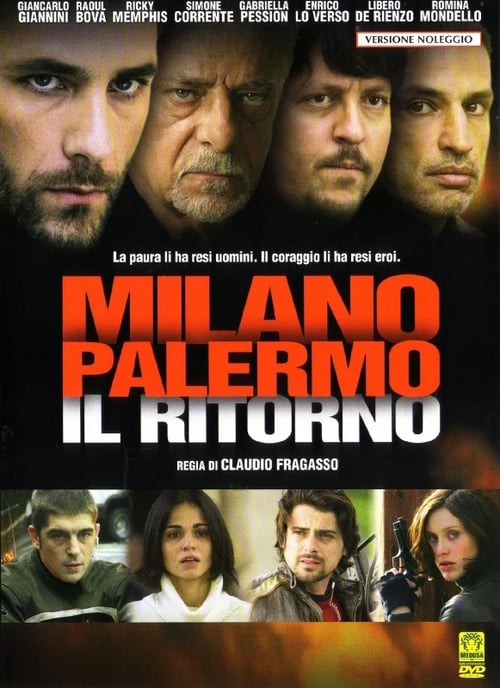 GIANCARLO GIANNINI
RAOUL BOVA
RICKY MEMPHIS
SIMONE CORRENTE
GABRIELLA PESSION
ENRICO LO VERSO
LIBERO DE RIENZO
ROMINA MONDELLO
VERSIONE NOLEGGIO
La paura li ha resi uomini. Il coraggio li ha resi eroi.
MILANO
PALERMO
IL RITORNO
REGIA DI CLAUDIO FRAGASSO
MEDUSA
DVD